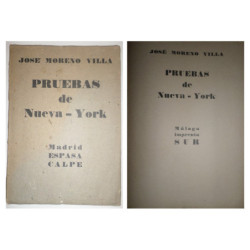 JOSÉ MORENO VILLA
PRUEBAS
de
Nueva - York
Madrid
ESPASA
CALPE
JOSÉ MORENO VILLA
PRUEBAS
de
Nueva - York
Málaga
Imprenta
SUR